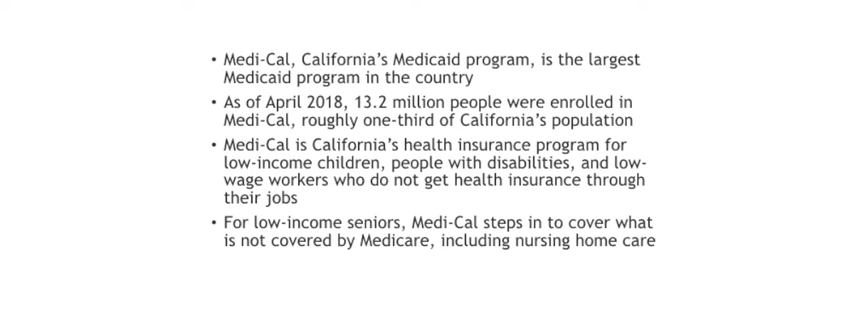 • Medi-Cal, California's Medicaid program, is the largest
Medicaid program in the country
• As of April 2018, 13.2 million people were enrolled in
Medi-Cal, roughly one-third of California's population
• Medi-Cal is California's health insurance program for
low-income children, people with disabilities, and low-
wage workers who do not get health insurance through
their jobs
• For low-income seniors, Medi-Cal steps in to cover what
is not covered by Medicare, including nursing home care